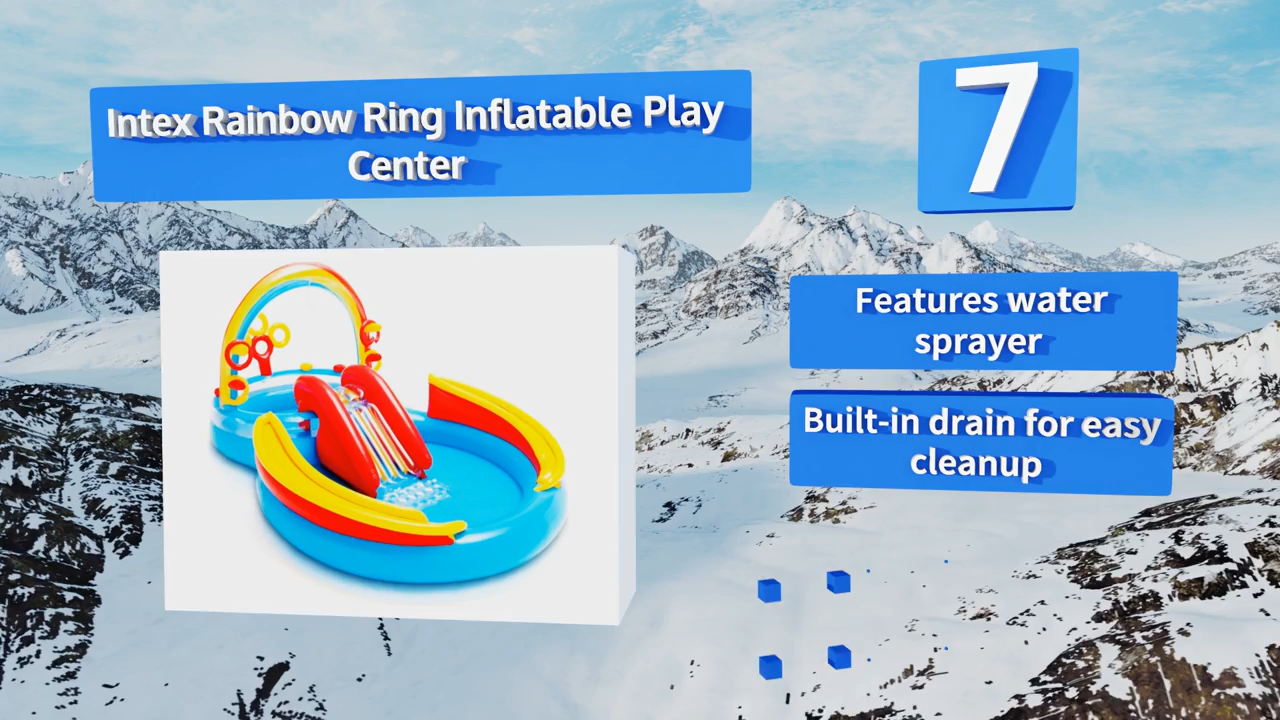 Intex Rainbow Ring Inflatable Play
Center
7
Features water
sprayer
Built-in drain for easy
cleanup